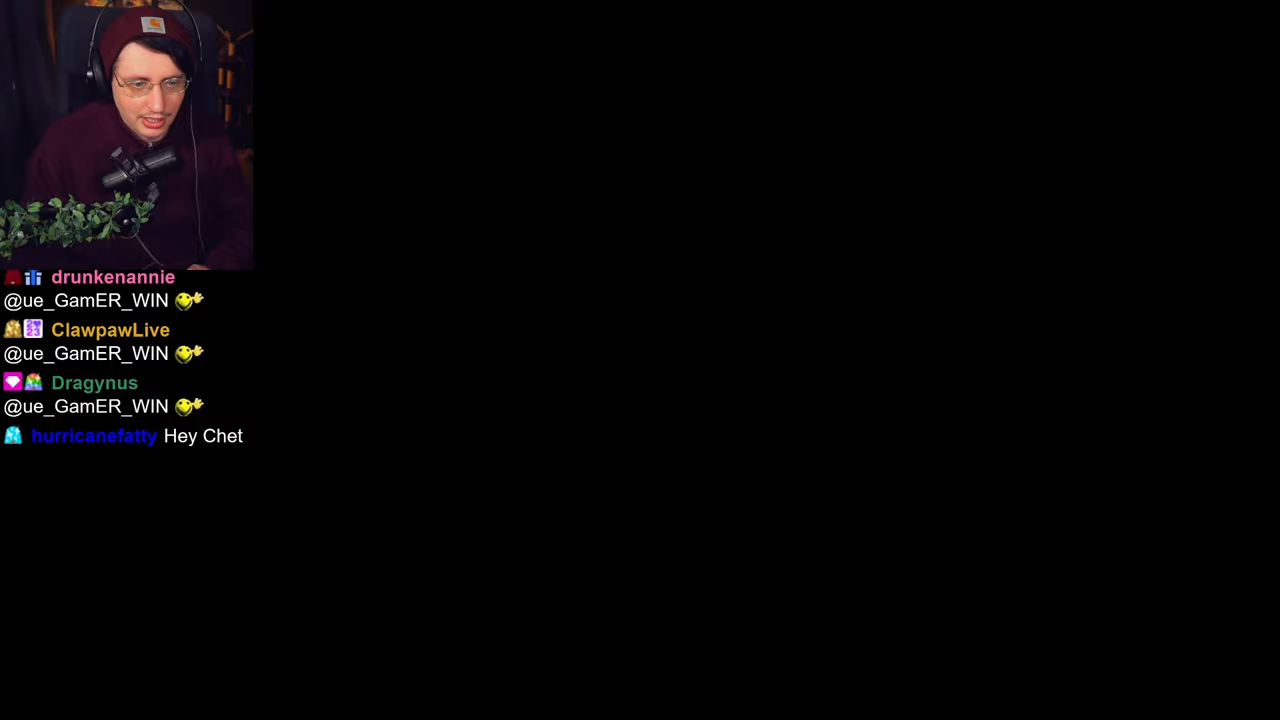 drunkenannie
@ue_GamER_WIN
ClawpawLive
@ue_GamER_WIN
Dragynus
@ue_GamER_WIN
hurricanefatty Hey Chet